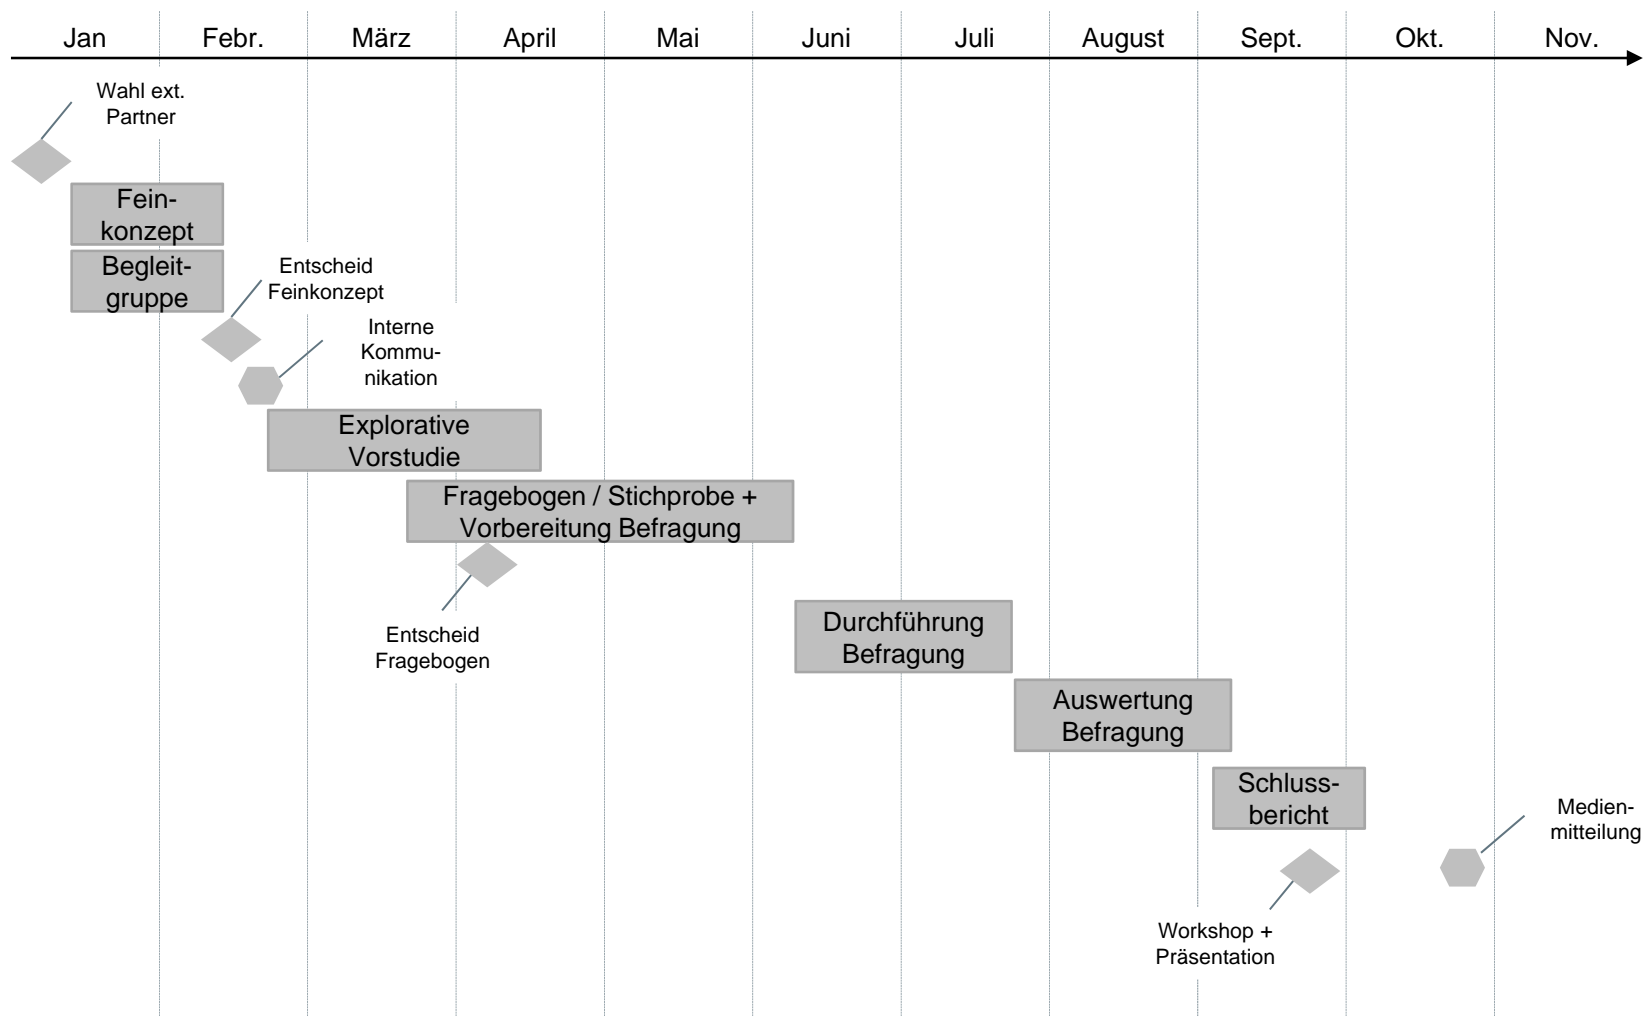 Jan Febr. März April Mai Juni Juli August Sept. Okt. Nov.
Wahl ext.
Partner
Fein-
konzept
Begleit-
gruppe
Entscheid
Feinkonzept
Interne
Kommu-
nikation
Explorative
Vorstudie
Fragebogen / Stichprobe +
Vorbereitung Befragung
Entscheid
Fragebogen
Durchführung
Befragung
Auswertung
Befragung
Schluss-
bericht
Medien-
mitteilung
Workshop +
Präsentation